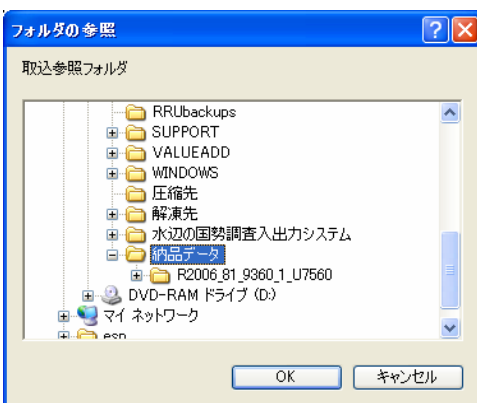 フォルダの参照
取込参照フォルダ
RRUbackups
SUPPORT
VALUEADD
WINDOWS
圧縮先
解凍先
水辺の国勢調査入出力システム
納品データ
R2006_81_9360_1_U7560
DVD-RAM ドライブ (D:)
マイ ネットワーク
esp
OK
キャンセル